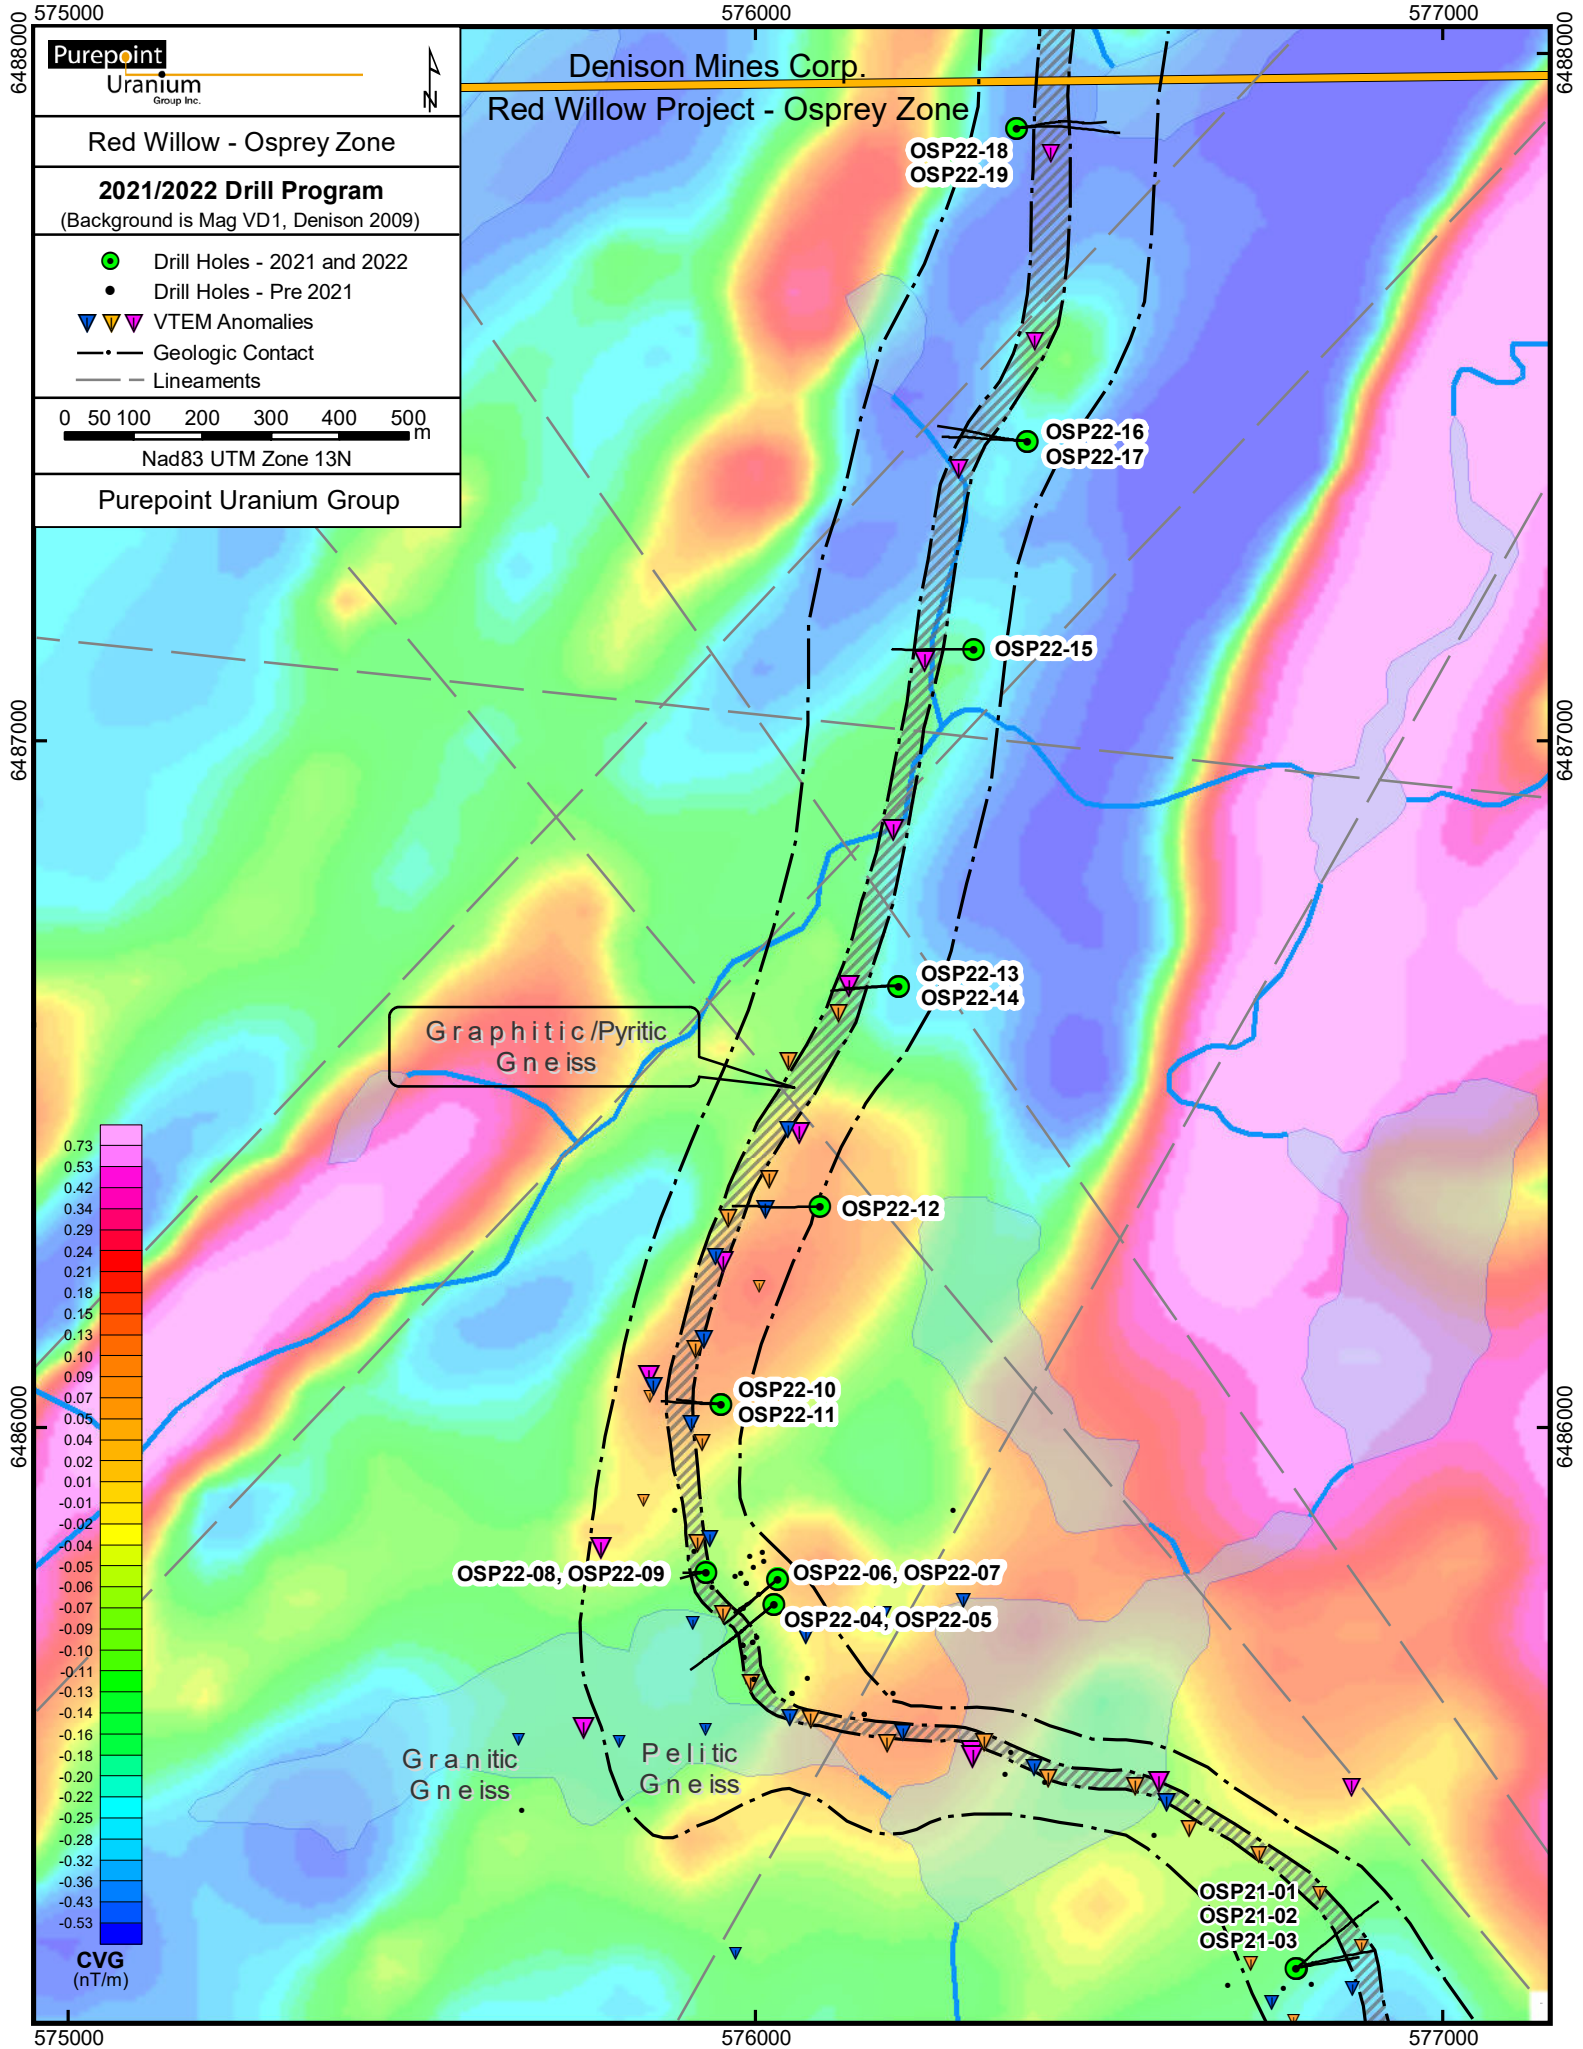 575000
576000
577000
6488000
6488000
Purepoint
Uranium
Group Inc.
N
Denison Mines Corp.
Red Willow Project - Osprey Zone
Red Willow - Osprey Zone
2021/2022 Drill Program
(Background is Mag VD1, Denison 2009)
Drill Holes - 2021 and 2022
Drill Holes - Pre 2021
VTEM Anomalies
Geologic Contact
Lineaments
0 50 100 200 300 400 500 m
Nad83 UTM Zone 13N
Purepoint Uranium Group
OSP22-18
OSP22-19
OSP22-16
OSP22-17
OSP22-15
6487000
6487000
OSP22-13
OSP22-14
Graphitic/Pyritic
Gneiss
OSP22-12
OSP22-10
OSP22-11
6486000
6486000
OSP22-08, OSP22-09
OSP22-06, OSP22-07
OSP22-04, OSP22-05
Granitic
Gneiss
Pelitic
Gneiss
OSP21-01
OSP21-02
OSP21-03
0.73
0.53
0.42
0.34
0.29
0.24
0.21
0.18
0.15
0.13
0.10
0.09
0.07
0.05
0.04
0.02
0.01
-0.01
-0.02
-0.04
-0.05
-0.06
-0.07
-0.09
-0.10
-0.11
-0.13
-0.14
-0.16
-0.18
-0.20
-0.22
-0.25
-0.28
-0.32
-0.36
-0.43
-0.53
CVG
(nT/m)
575000
576000
577000